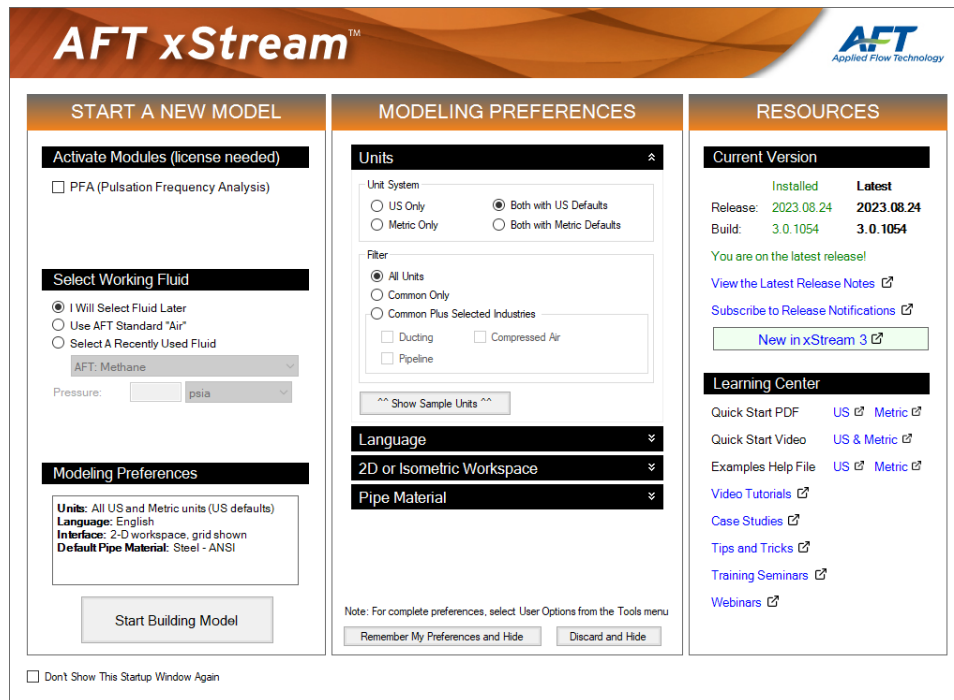 AFT xStream™
AFT
Applied Flow Technology
START A NEW MODEL
Activate Modules (license needed)
PFA (Pulsation Frequency Analysis)
Select Working Fluid
I Will Select Fluid Later
Use AFT Standard "Air"
Select A Recently Used Fluid
AFT: Methane
Pressure: psia
Modeling Preferences
Units: All US and Metric units (US defaults)
Language: English
Interface: 2-D workspace, grid shown
Default Pipe Material: Steel - ANSI
Start Building Model
MODELING PREFERENCES
Units
Unit System
US Only Both with US Defaults
Metric Only Both with Metric Defaults
Filter
All Units
Common Only
Common Plus Selected Industries
Ducting Compressed Air
Pipeline
^^ Show Sample Units ^^
Language
2D or Isometric Workspace
Pipe Material
Note: For complete preferences, select User Options from the Tools menu
Remember My Preferences and Hide Discard and Hide
RESOURCES
Current Version
Installed Latest
Release: 2023.08.24 2023.08.24
Build: 3.0.1054 3.0.1054
You are on the latest release!
View the Latest Release Notes
Subscribe to Release Notifications
New in xStream 3
Learning Center
Quick Start PDF US Metric
Quick Start Video US & Metric
Examples Help File US Metric
Video Tutorials
Case Studies
Tips and Tricks
Training Seminars
Webinars
Don't Show This Startup Window Again